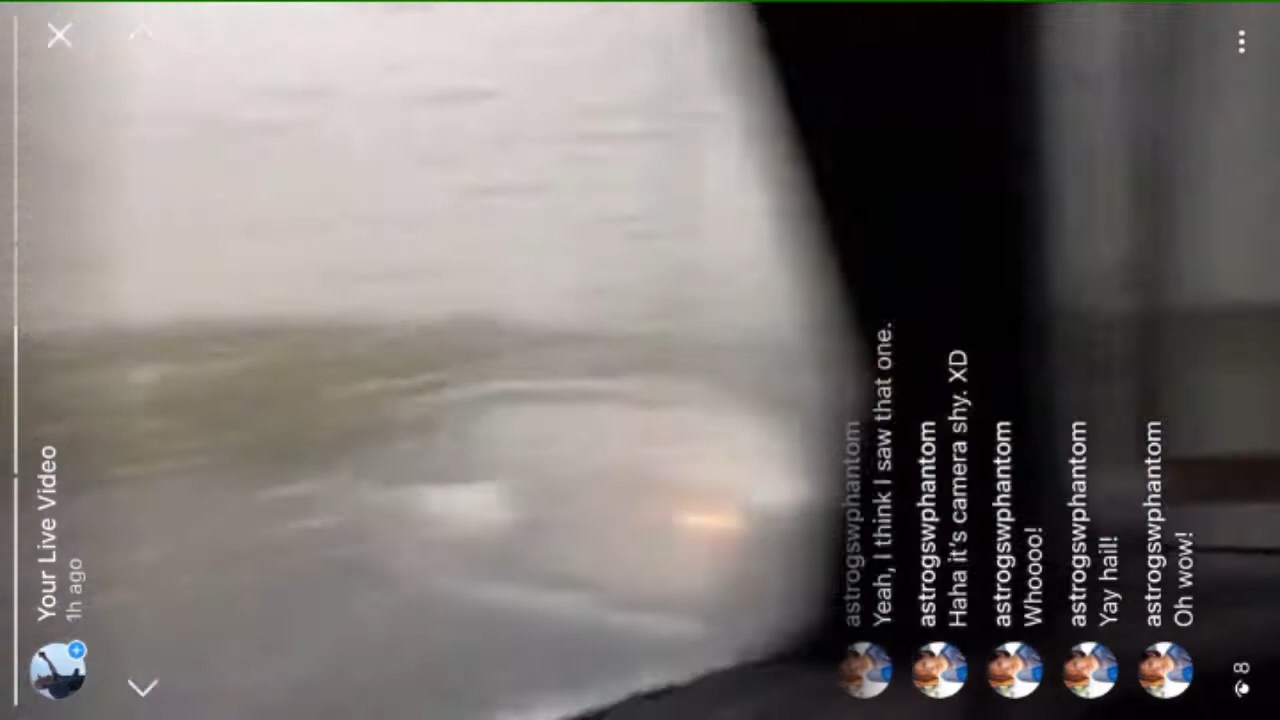 Your Live Video
1h ago
astrogswphantom
Yeah, I think I saw that one.
astrogswphantom
Haha it's camera shy. XD
astrogswphantom
Whoooo!
astrogswphantom
Yay hail!
astrogswphantom
Oh wow!
8